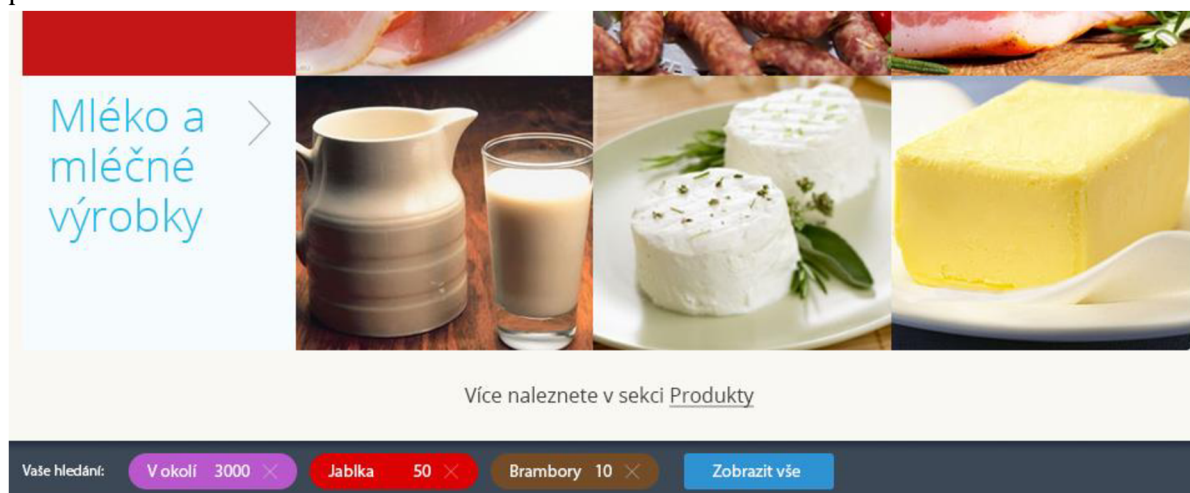 Mléko a
mléčné
výrobky
Více naleznete v sekci Produkty
Vaše hledání: V okolí 3000 Jablka 50 Brambory 10 Zobrazit vše